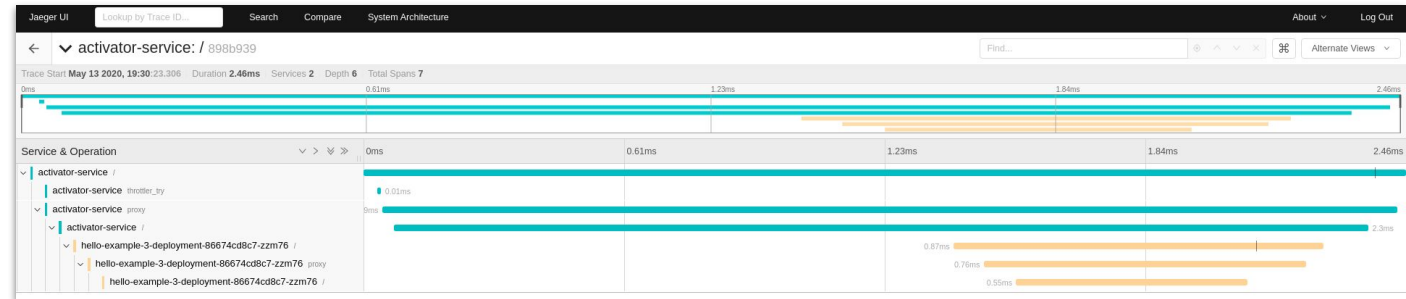 Jaeger UI Lookup by Trace ID... Search Compare System Architecture About Log Out
activator-service: / 898b939 Find... ⌘ Alternate Views
Trace Start May 13 2020, 19:30:23.306 Duration 2.46ms Services 2 Depth 6 Total Spans 7
0ms 0.61ms 1.23ms 1.84ms 2.46ms
Service & Operation 0ms 0.61ms 1.23ms 1.84ms 2.46ms
activator-service /
activator-service throttler_try 0.01ms
activator-service proxy 9ms
activator-service / 2.3ms
hello-example-3-deployment-86674cd8c7-zzm76 / 0.87ms
hello-example-3-deployment-86674cd8c7-zzm76 proxy 0.76ms
hello-example-3-deployment-86674cd8c7-zzm76 / 0.55ms